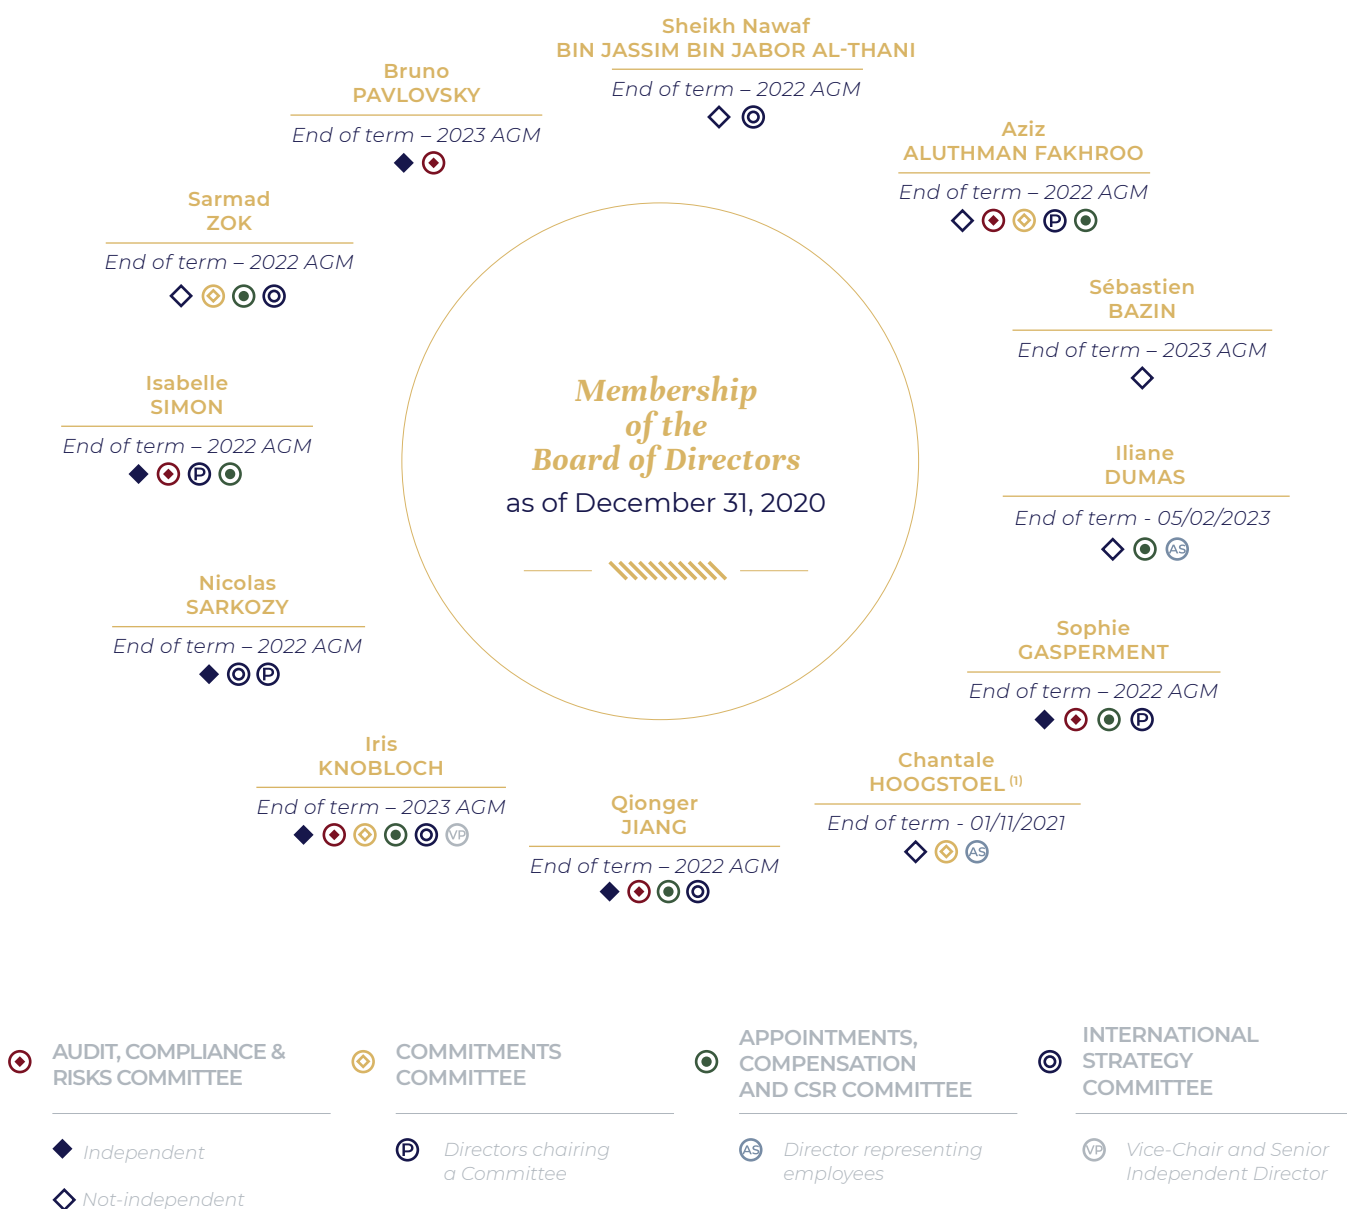 Sheikh Nawaf
BIN JASSIM BIN JABOR AL-THANI
End of term – 2022 AGM
Bruno
PAVLOVSKY
End of term – 2023 AGM
Aziz
ALUTHMAN FAKHROO
End of term – 2022 AGM
P
Sarmad
ZOK
End of term – 2022 AGM
Sébastien
BAZIN
End of term – 2023 AGM
Isabelle
SIMON
End of term – 2022 AGM
P
Membership
of the
Board of Directors
as of December 31, 2020
Iliane
DUMAS
End of term - 05/02/2023
AS
Nicolas
SARKOZY
End of term – 2022 AGM
P
Sophie
GASPERMENT
End of term – 2022 AGM
P
Iris
KNOBLOCH
End of term – 2023 AGM
VP
Qionger
JIANG
End of term – 2022 AGM
Chantale
HOOGSTOEL (1)
End of term - 01/11/2021
AS
AUDIT, COMPLIANCE &
RISKS COMMITTEE
COMMITMENTS
COMMITTEE
APPOINTMENTS,
COMPENSATION
AND CSR COMMITTEE
INTERNATIONAL
STRATEGY
COMMITTEE
Independent
Not-independent
P Directors chairing
a Committee
AS Director representing
employees
VP Vice-Chair and Senior
Independent Director